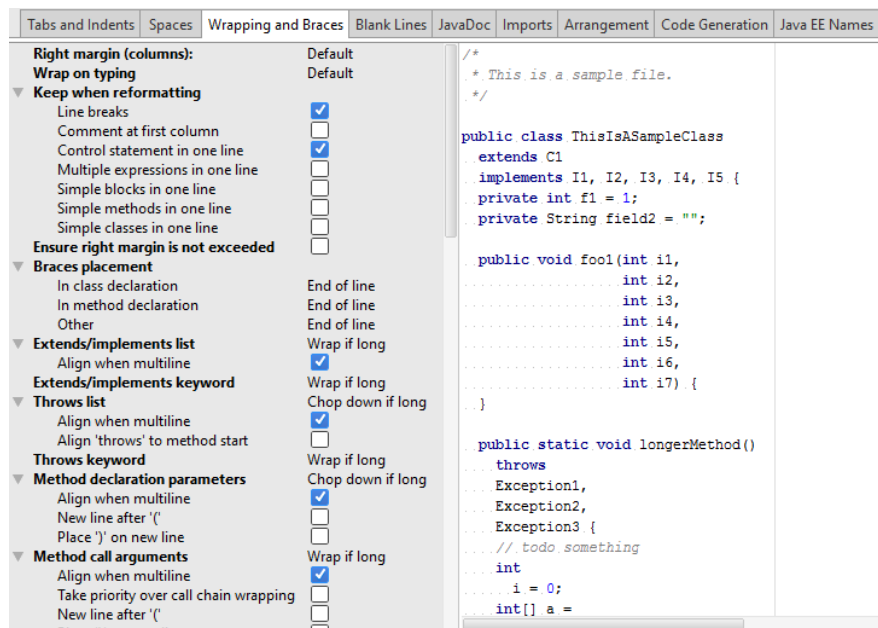 Tabs and Indents Spaces Wrapping and Braces Blank Lines JavaDoc Imports Arrangement Code Generation Java EE Names
Right margin (columns): Default
Wrap on typing Default
Keep when reformatting
Line breaks
Comment at first column
Control statement in one line
Multiple expressions in one line
Simple blocks in one line
Simple methods in one line
Simple classes in one line
Ensure right margin is not exceeded
Braces placement
In class declaration End of line
In method declaration End of line
Other End of line
Extends/implements list Wrap if long
Align when multiline
Extends/implements keyword Wrap if long
Throws list Chop down if long
Align when multiline
Align 'throws' to method start
Throws keyword Wrap if long
Method declaration parameters Chop down if long
Align when multiline
New line after '('
Place ')' on new line
Method call arguments Wrap if long
Align when multiline
Take priority over call chain wrapping
New line after '('
/*
* This is a sample file.
*/
public class ThisIsASampleClass
extends C1
implements I1, I2, I3, I4, I5 {
private int f1 = 1;
private String field2 = "";
public void foo1(int i1,
int i2,
int i3,
int i4,
int i5,
int i6,
int i7) {
}
public static void longerMethod()
throws
Exception1,
Exception2,
Exception3 {
// todo something
int
i = 0;
int[] a =